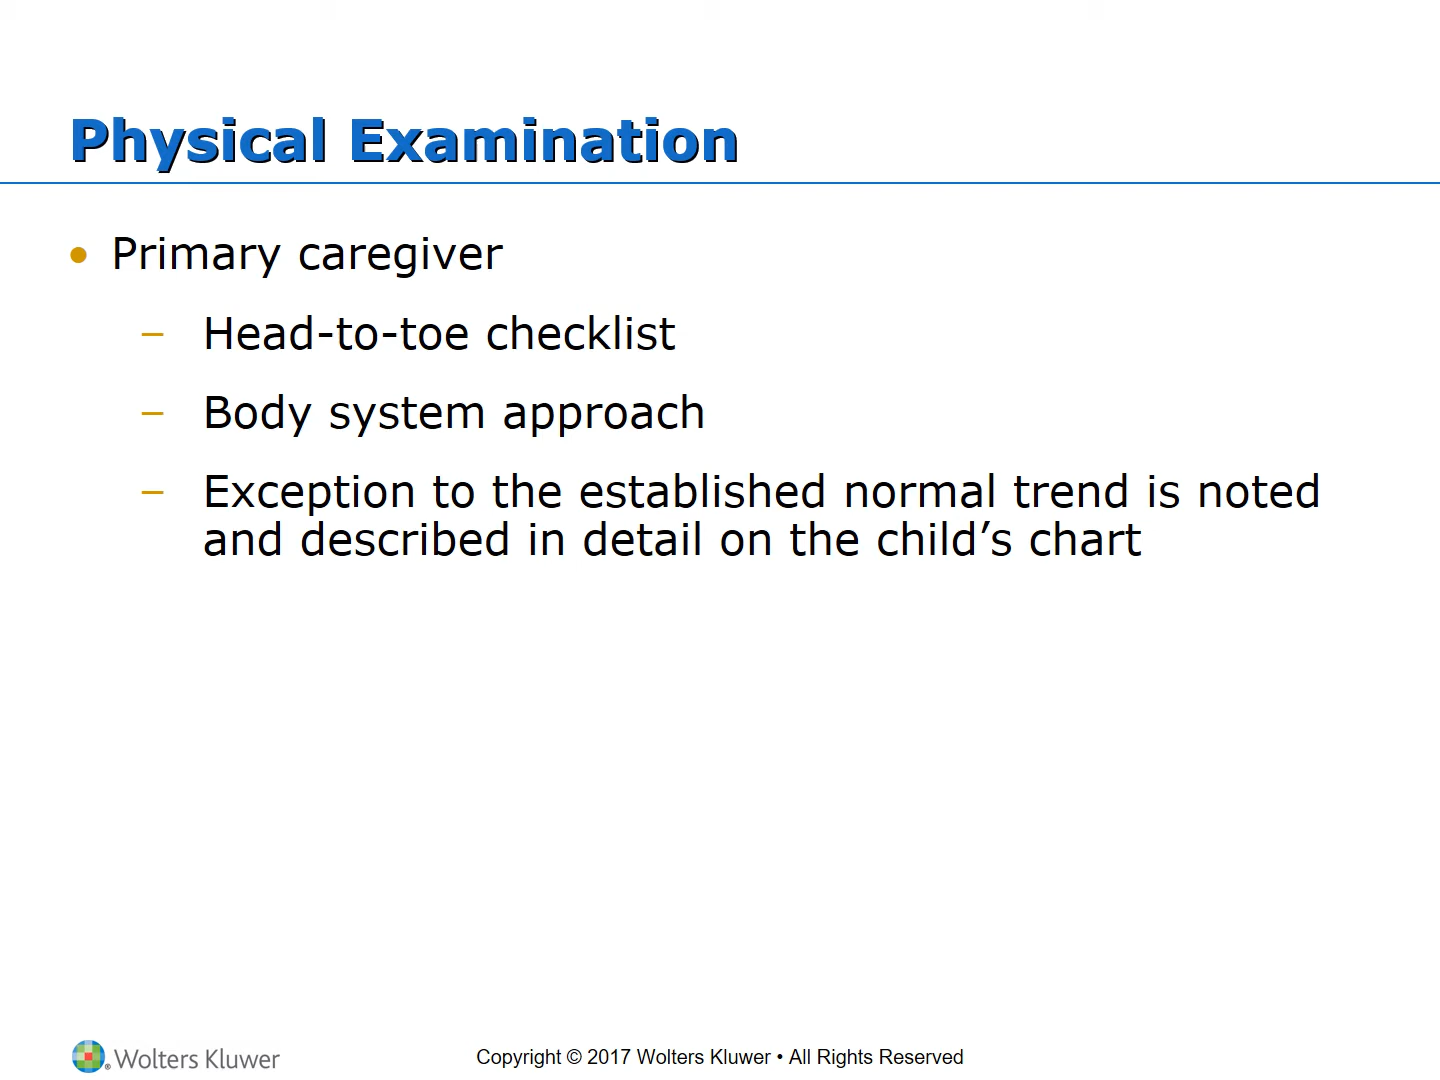 Physical Examination
• Primary caregiver
– Head-to-toe checklist
– Body system approach
– Exception to the established normal trend is noted
and described in detail on the child’s chart
® Wolters Kluwer
Copyright © 2017 Wolters Kluwer • All Rights Reserved